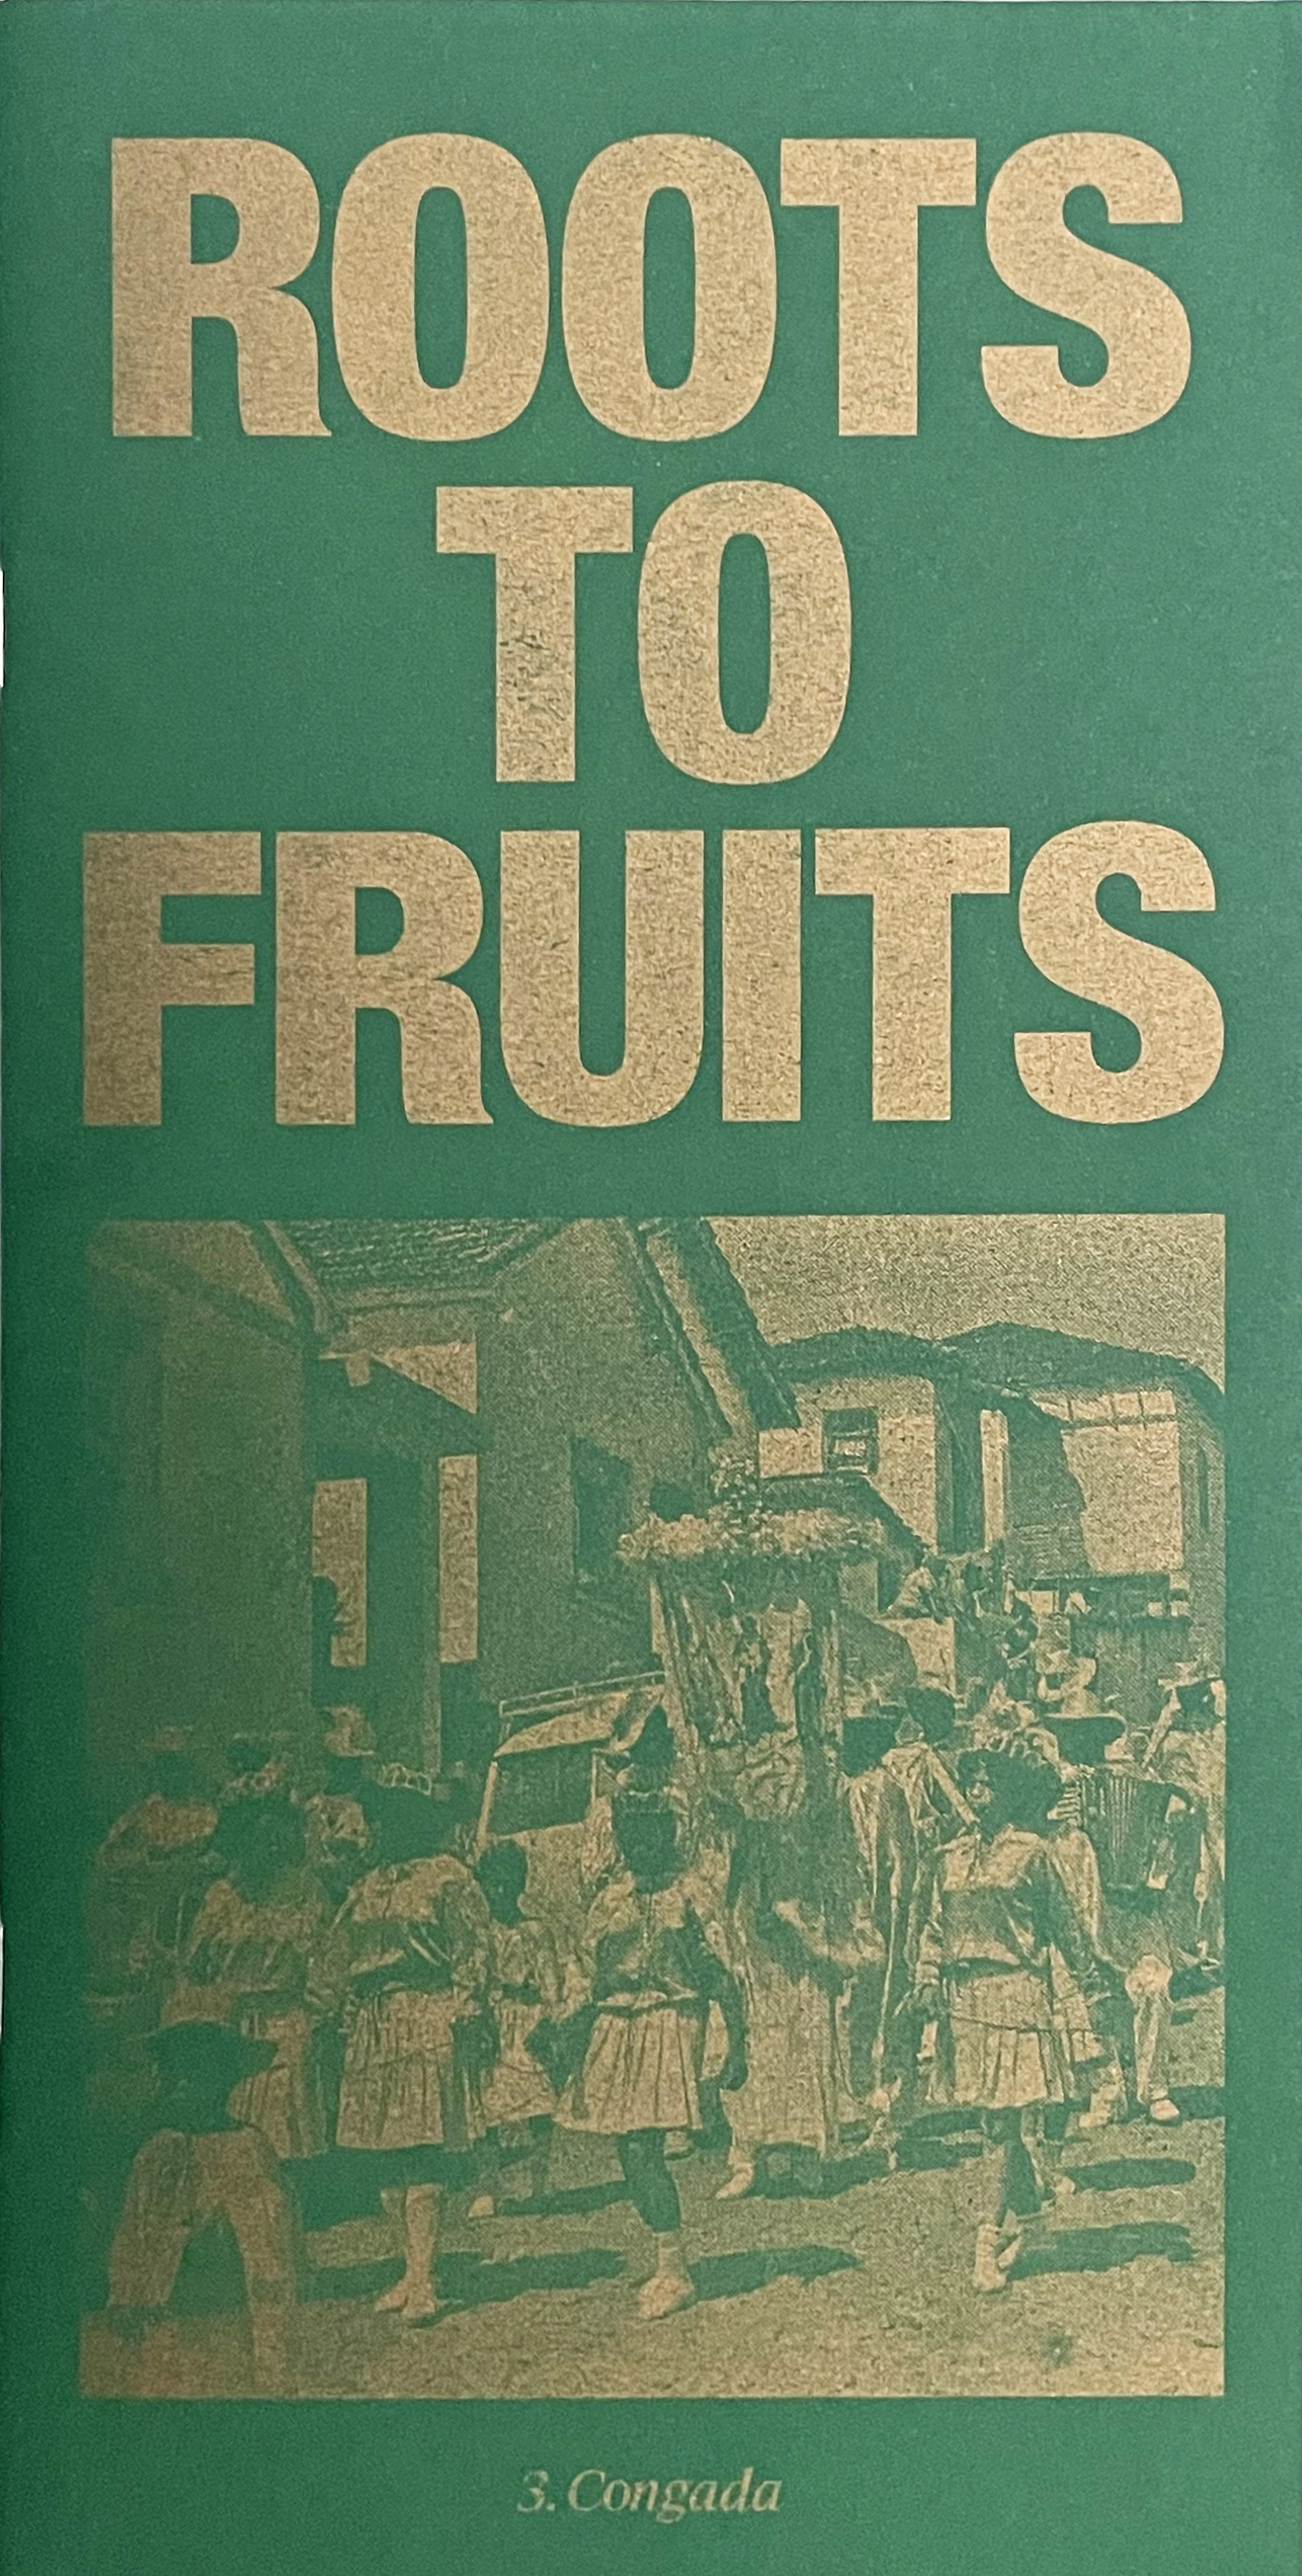 ROOTS
TO
FRUITS
3. Congada